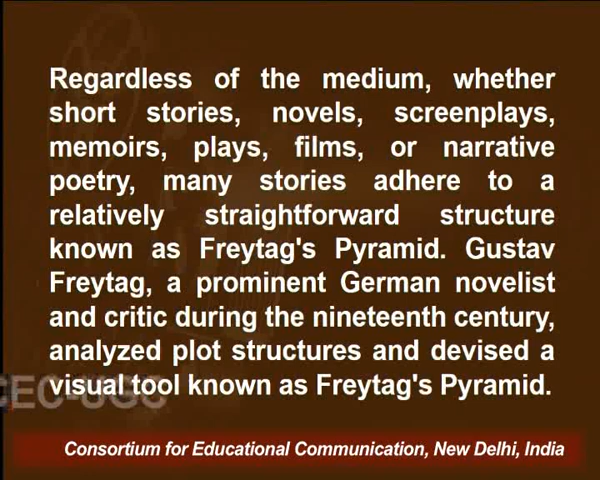 Regardless of the medium, whether
short stories, novels, screenplays,
memoirs, plays, films, or narrative
poetry, many stories adhere to a
relatively straightforward structure
known as Freytag's Pyramid. Gustav
Freytag, a prominent German novelist
and critic during the nineteenth century,
analyzed plot structures and devised a
visual tool known as Freytag's Pyramid.
CEC-UGC
Consortium for Educational Communication, New Delhi, India